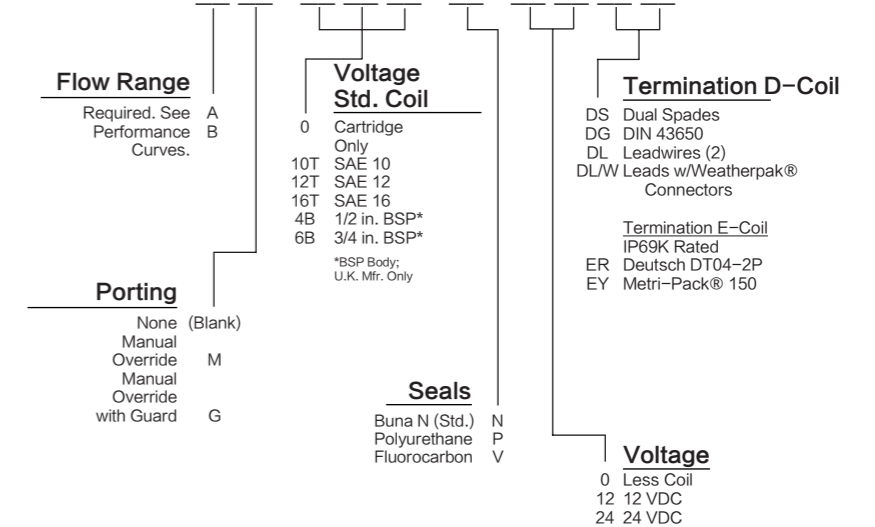 Flow Range
Required. See A
Performance B
Curves.
Voltage
Std. Coil
0 Cartridge
Only
10T SAE 10
12T SAE 12
16T SAE 16
4B 1/2 in. BSP*
6B 3/4 in. BSP*
*BSP Body;
U.K. Mfr. Only
Termination D-Coil
DS Dual Spades
DG DIN 43650
DL Leadwires (2)
DL/W Leads w/Weatherpak®
Connectors
Termination E-Coil
IP69K Rated
ER Deutsch DT04-2P
EY Metri-Pack® 150
Porting
None (Blank)
Manual
Override M
Manual
Override
with Guard G
Seals
Buna N (Std.) N
Polyurethane P
Fluorocarbon V
Voltage
0 Less Coil
12 12 VDC
24 24 VDC